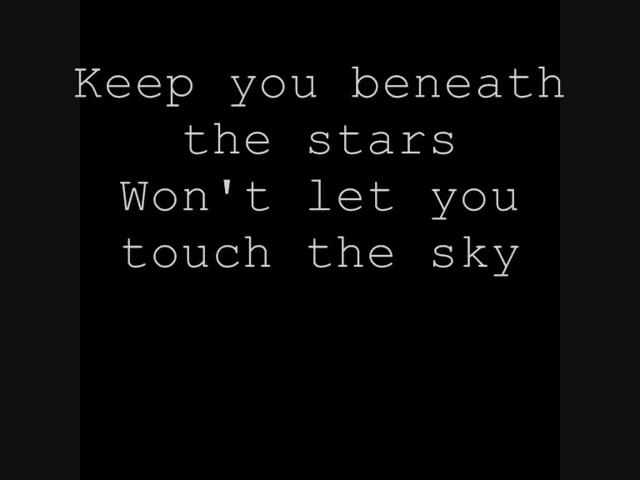 Keep you beneath
the stars
Won't let you
touch the sky